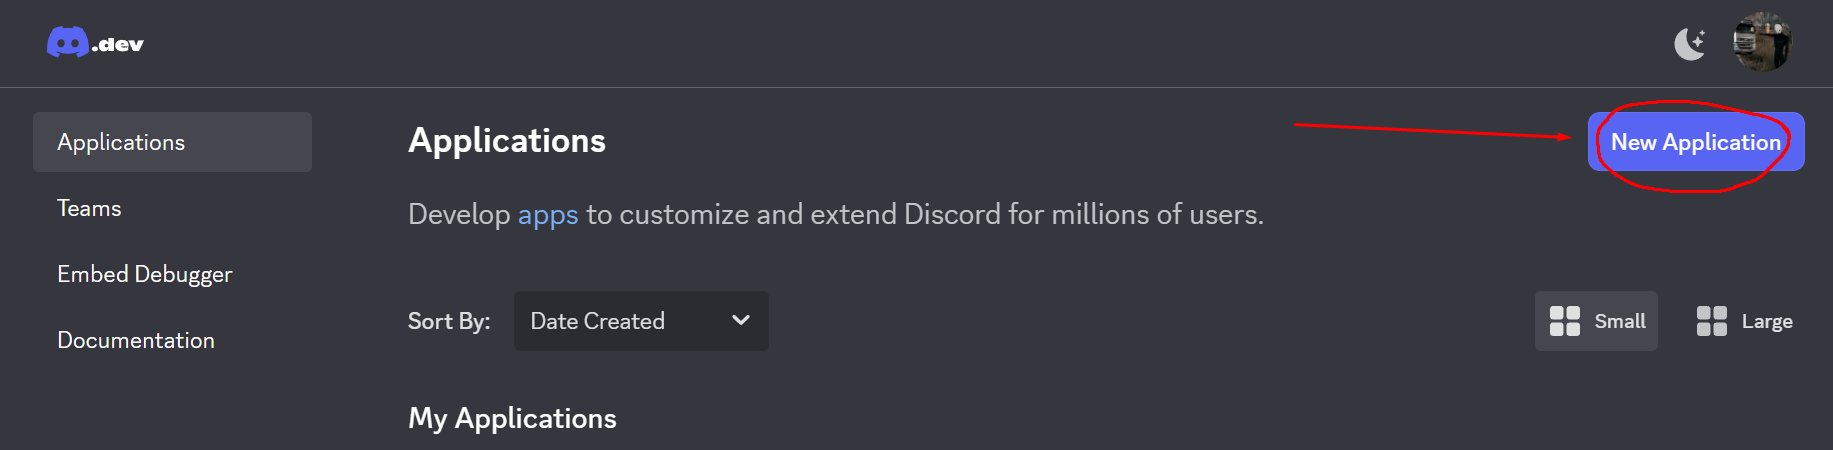 .dev
Applications
Teams
Embed Debugger
Documentation
Applications
New Application
Develop apps to customize and extend Discord for millions of users.
Sort By: Date Created
Small Large
My Applications